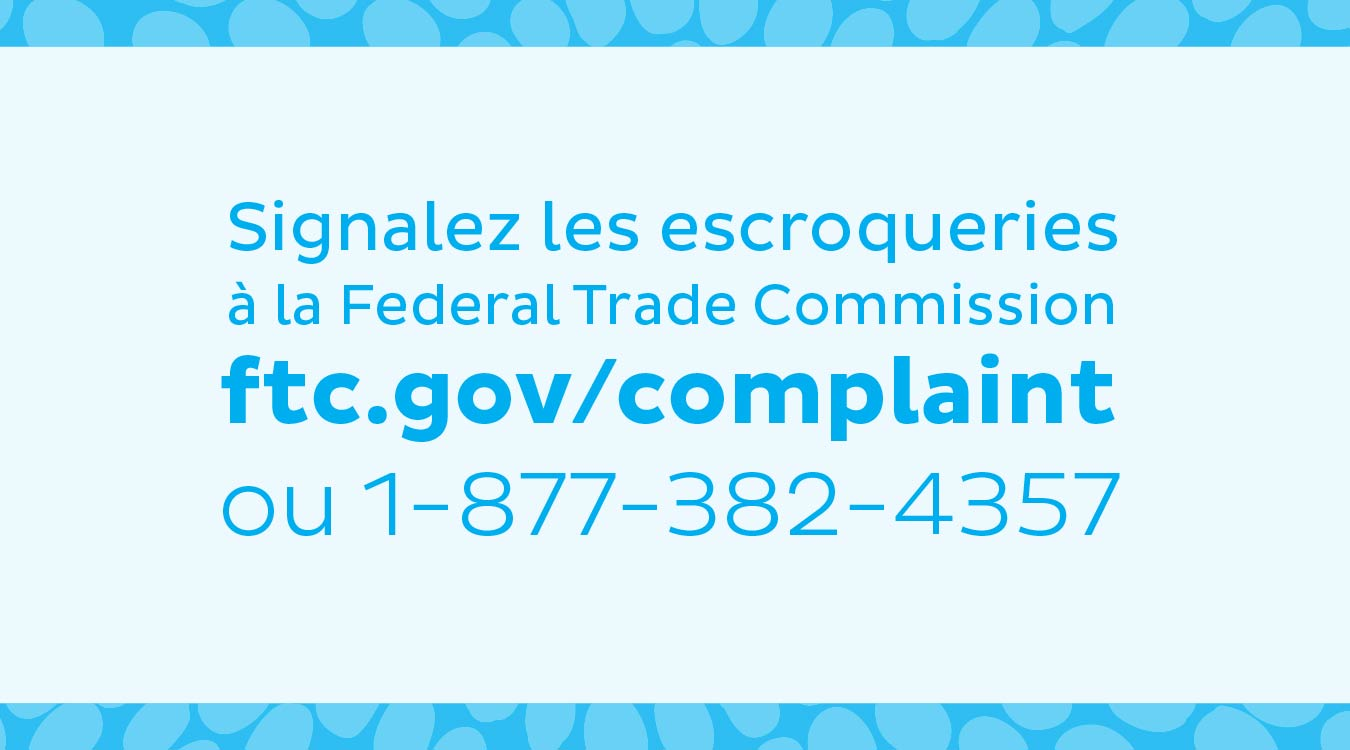 Signalez les escroqueries
à la Federal Trade Commission
ftc.gov/complaint
ou 1-877-382-4357